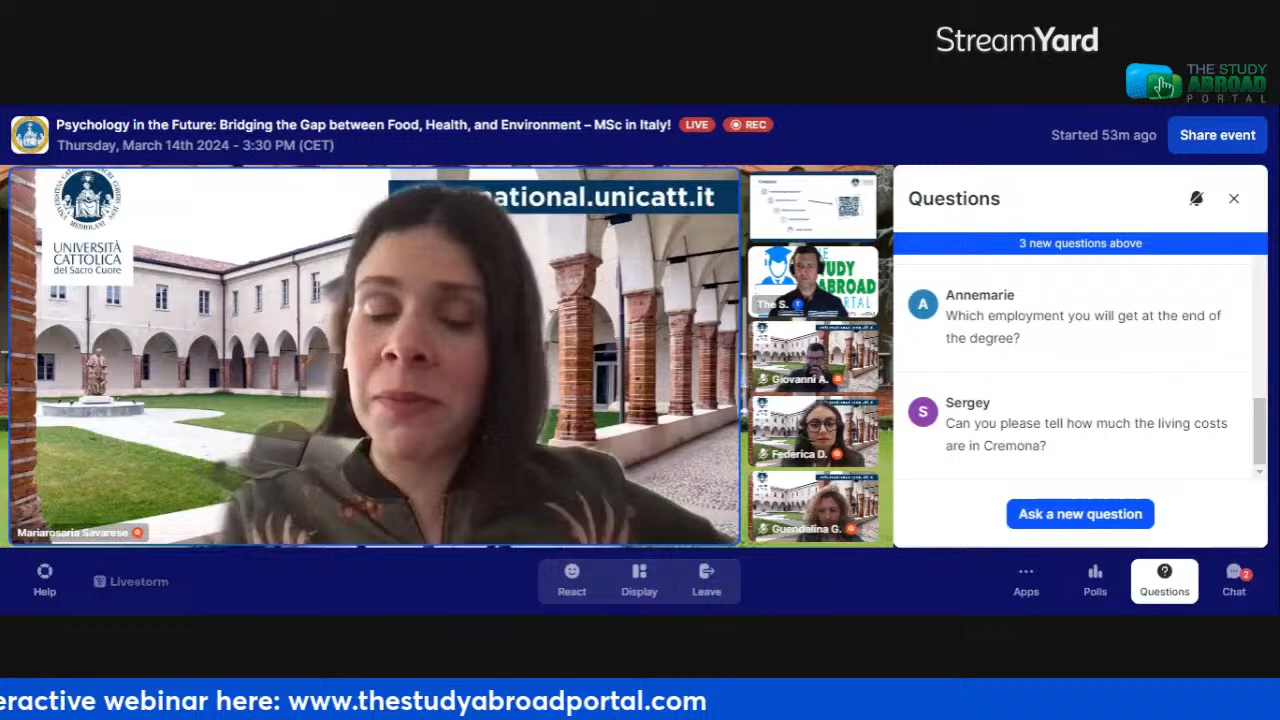 StreamYard
THE STUDY
ABROAD
PORTAL
Psychology in the Future: Bridging the Gap between Food, Health, and Environment – MSc in Italy! LIVE REC
Thursday, March 14th 2024 - 3:30 PM (CET)
Started 53m ago
Share event
national.unicatt.it
UNIVERSITÀ
CATTOLICA
del Sacro Cuore
Mariarosaria Savarese
STUDY
ABROAD
The S.
Giovanni A.
Federica D.
Guendalina G.
Questions
3 new questions above
A Annemarie
Which employment you will get at the end of
the degree?
S Sergey
Can you please tell how much the living costs
are in Cremona?
Ask a new question
Help
Livestorm
React
Display
Leave
Apps
Polls
Questions
Chat
2
eractive webinar here: www.thestudyabroadportal.com